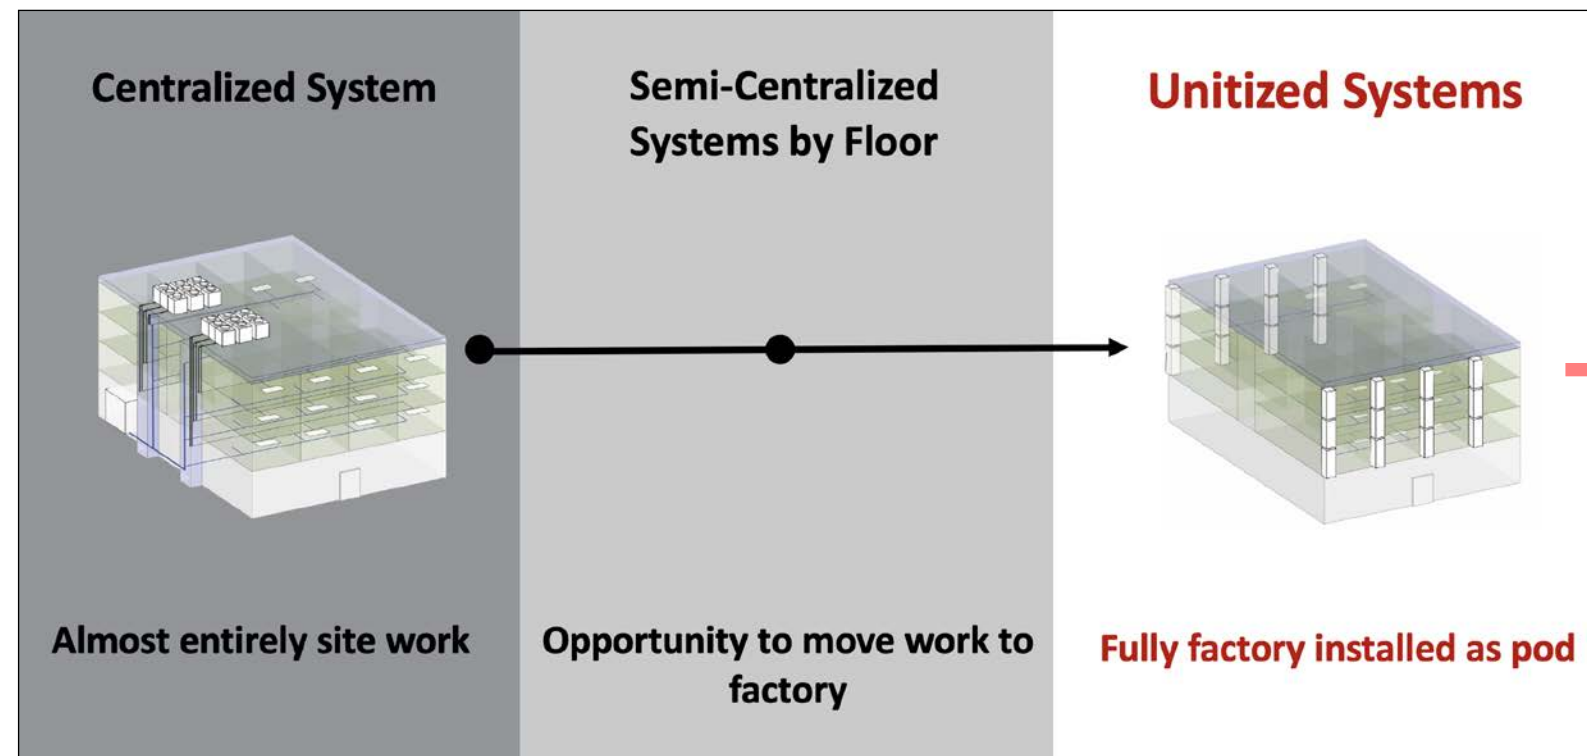 Centralized System
Semi-Centralized
Systems by Floor
Unitized Systems
Almost entirely site work
Opportunity to move work to
factory
Fully factory installed as pod